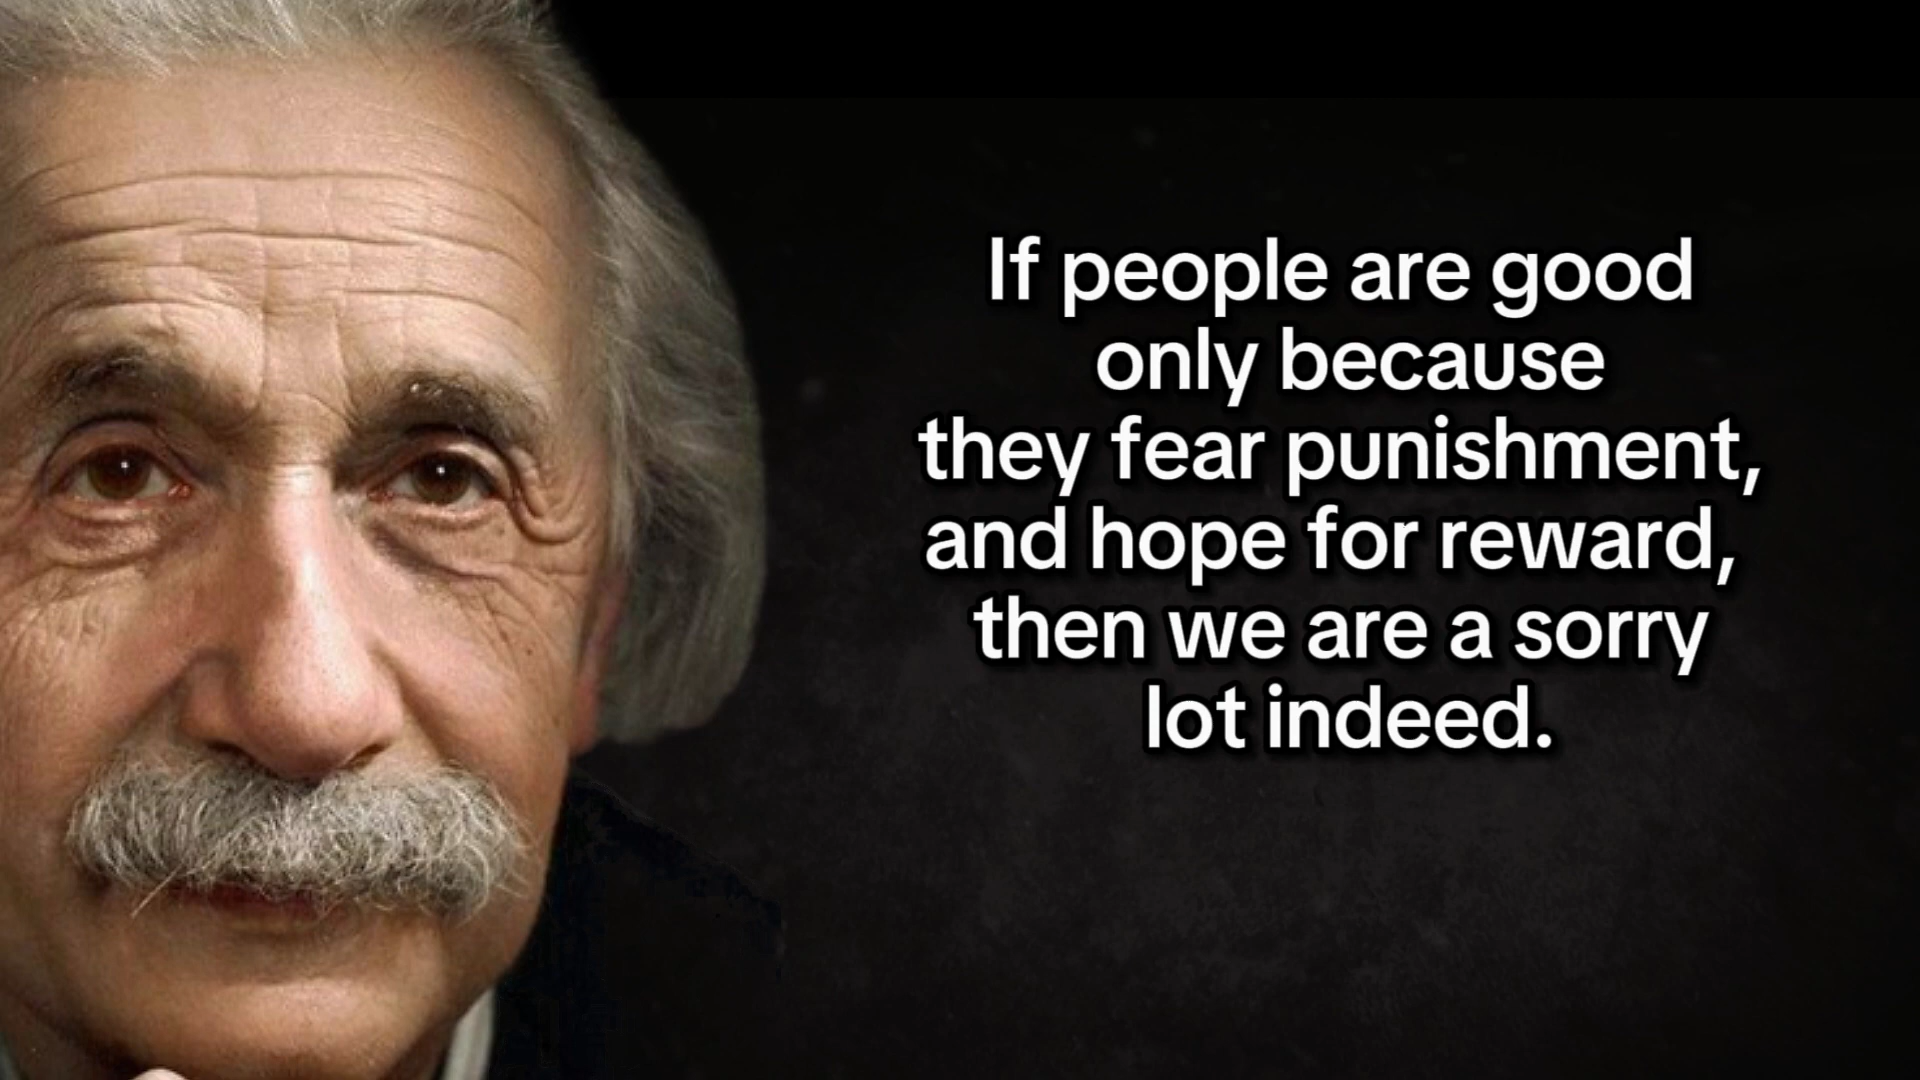 If people are good
only because
they fear punishment,
and hope for reward,
then we are a sorry
lot indeed.